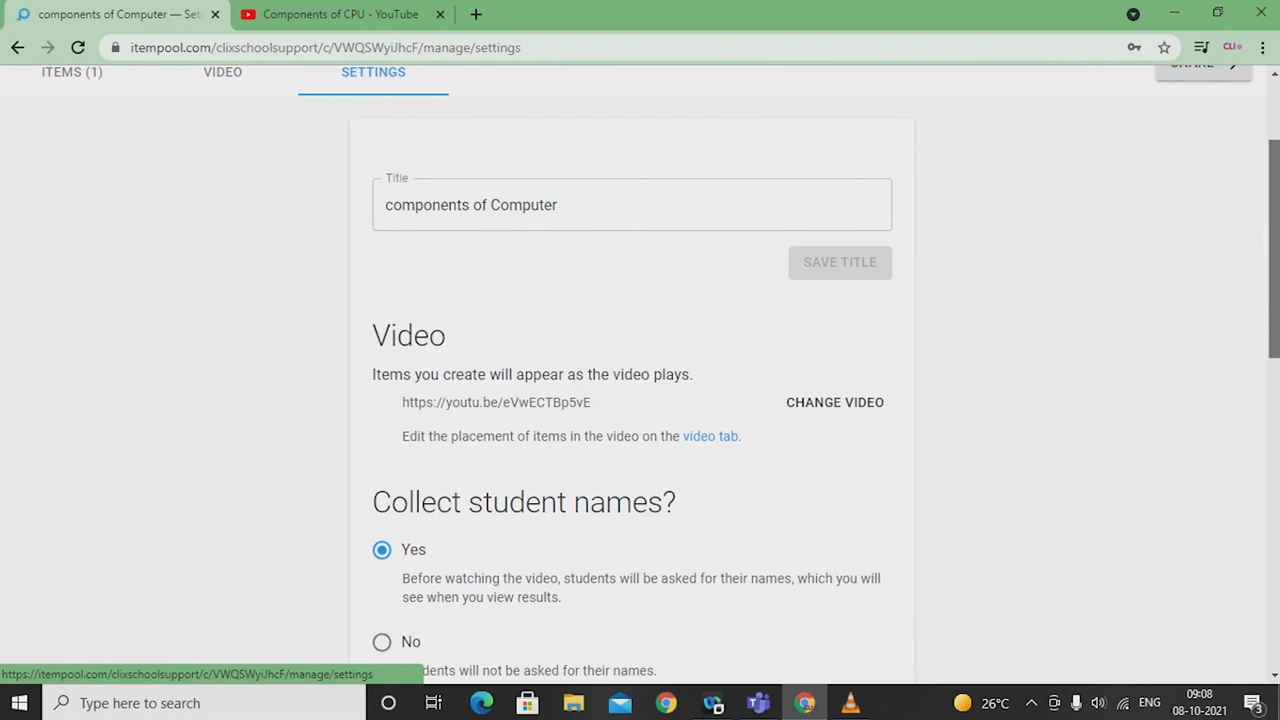 components of Computer — Set
Components of CPU - YouTube
itempool.com/clixschoolsupport/c/VWQSWyiJhcF/manage/settings
ITEMS (1)
VIDEO
SETTINGS
SHARE
Title
components of Computer
SAVE TITLE
Video
Items you create will appear as the video plays.
https://youtu.be/eVwECTBp5vE
CHANGE VIDEO
Edit the placement of items in the video on the video tab.
Collect student names?
Yes
Before watching the video, students will be asked for their names, which you will
see when you view results.
No
dents will not be asked for their names.
https://itempool.com/clixschoolsupport/c/VWQSWyiJhcF/manage/settings
Type here to search
26°C
ENG
09:08
08-10-2021
3